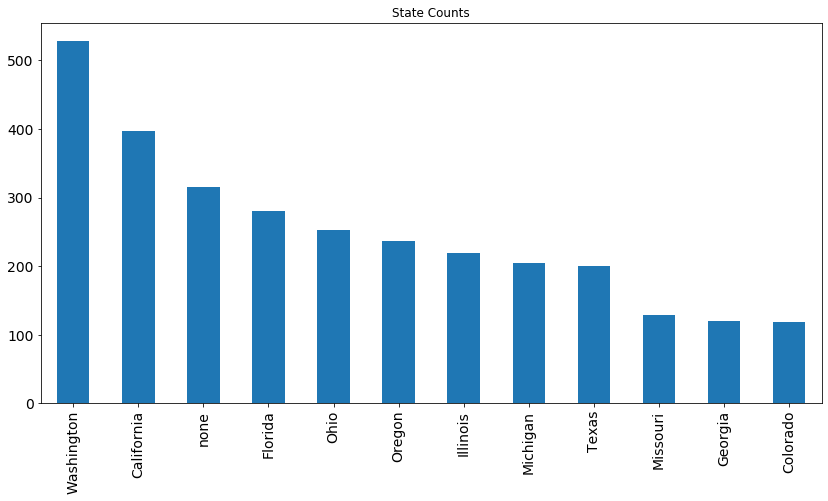 State Counts
500
400
300
200
100
0
Washington
California
none
Florida
Ohio
Oregon
Illinois
Michigan
Texas
Missouri
Georgia
Colorado